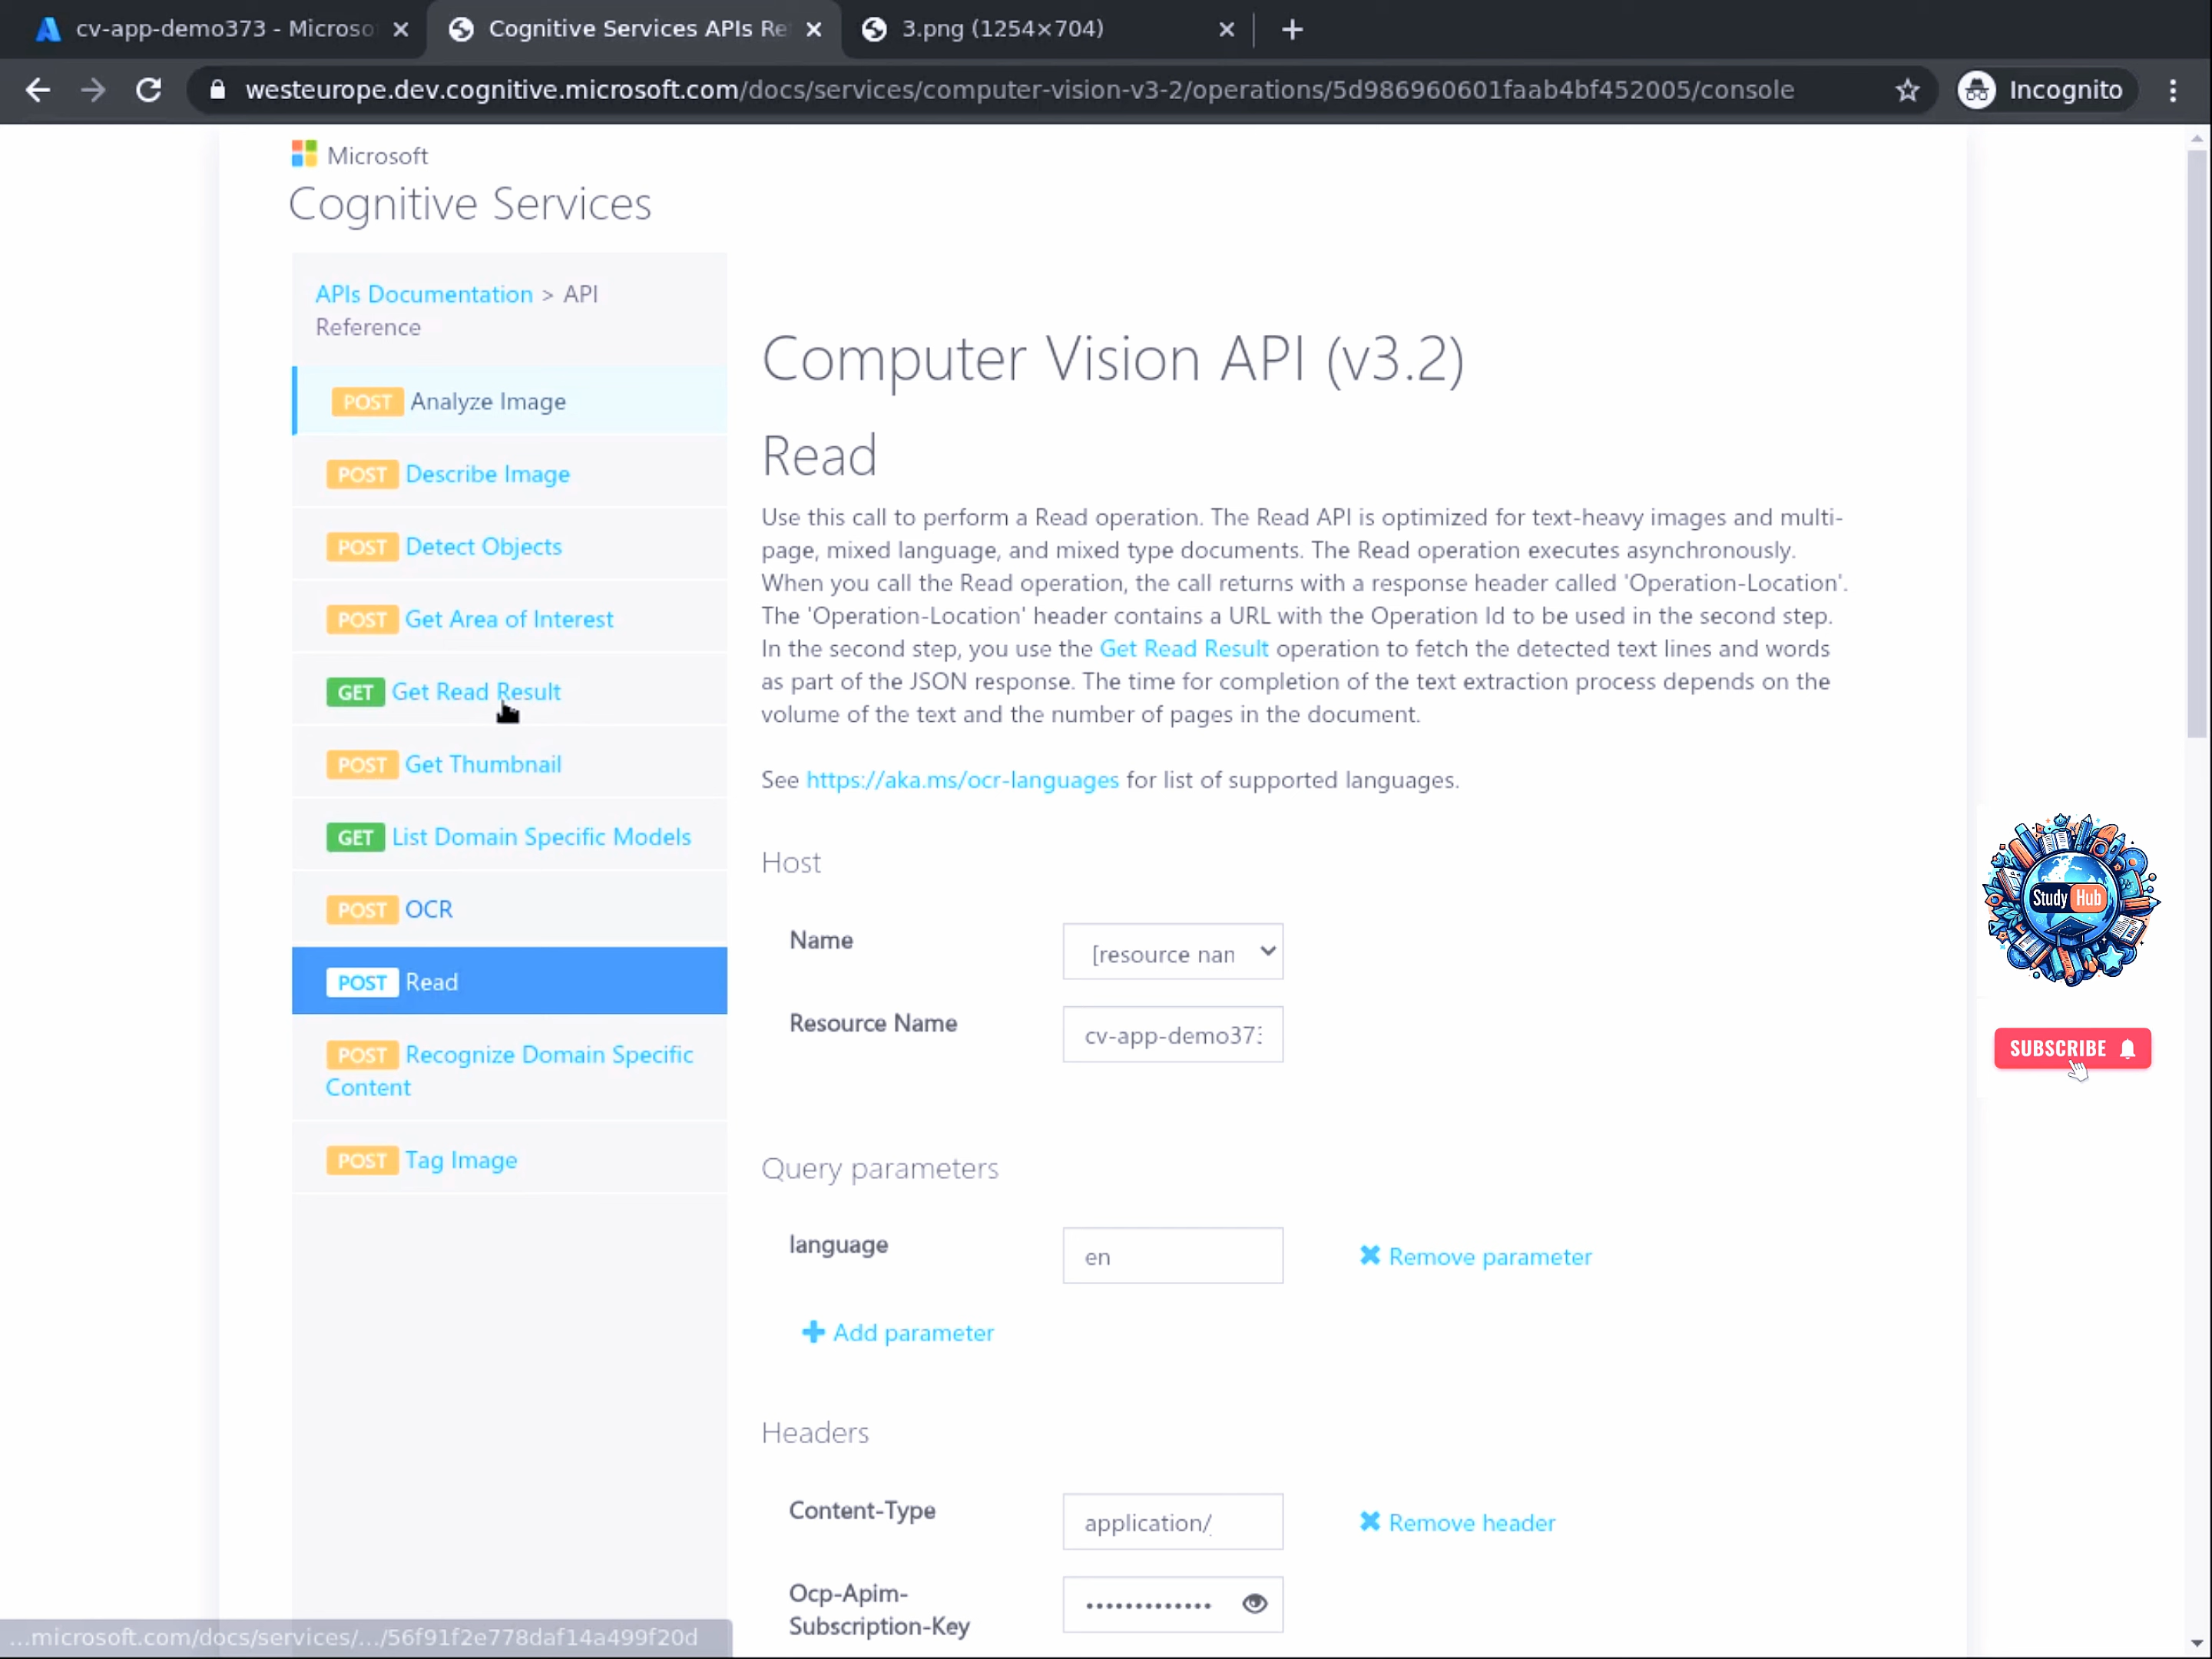 cv-app-demo373 - Microso
Cognitive Services APIs Re
3.png (1254×704)
westeurope.dev.cognitive.microsoft.com/docs/services/computer-vision-v3-2/operations/5d986960601faab4bf452005/console
Incognito
Microsoft
Cognitive Services
APIs Documentation > API
Reference
POST Analyze Image
POST Describe Image
POST Detect Objects
POST Get Area of Interest
GET Get Read Result
POST Get Thumbnail
GET List Domain Specific Models
POST OCR
POST Read
POST Recognize Domain Specific
Content
POST Tag Image
Computer Vision API (v3.2)
Read
Use this call to perform a Read operation. The Read API is optimized for text-heavy images and multi-
page, mixed language, and mixed type documents. The Read operation executes asynchronously.
When you call the Read operation, the call returns with a response header called 'Operation-Location'.
The 'Operation-Location' header contains a URL with the Operation Id to be used in the second step.
In the second step, you use the Get Read Result operation to fetch the detected text lines and words
as part of the JSON response. The time for completion of the text extraction process depends on the
volume of the text and the number of pages in the document.
See https://aka.ms/ocr-languages for list of supported languages.
Host
Name
[resource nan
Resource Name
cv-app-demo373
Query parameters
language
en
Remove parameter
Add parameter
Headers
Content-Type
application/
Remove header
Ocp-Apim-
Subscription-Key
•••••••••••••
Study Hub
SUBSCRIBE
...microsoft.com/docs/services/.../56f91f2e778daf14a499f20d